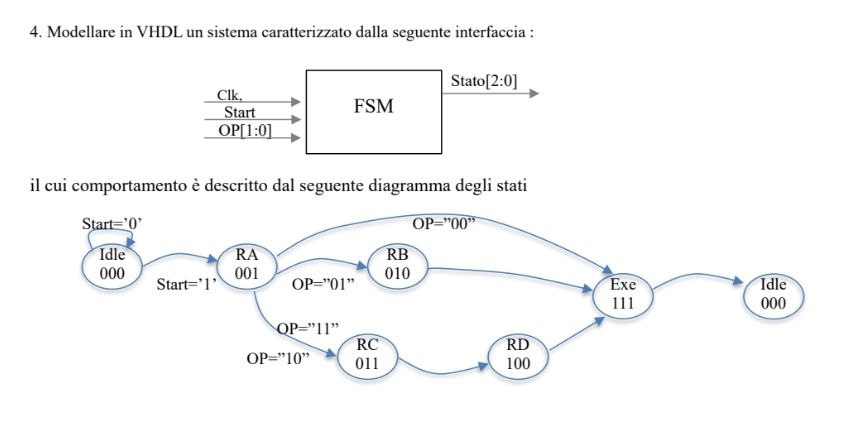 4. Modellare in VHDL un sistema caratterizzato dalla seguente interfaccia :
Clk,
Start
OP[1:0]
FSM
Stato[2:0]
il cui comportamento è descritto dal seguente diagramma degli stati
Start=’0’
Idle
000
Start=’1’
RA
001
OP=”00”
OP=”01”
RB
010
OP=”11”
OP=”10”
RC
011
RD
100
Exe
111
Idle
000